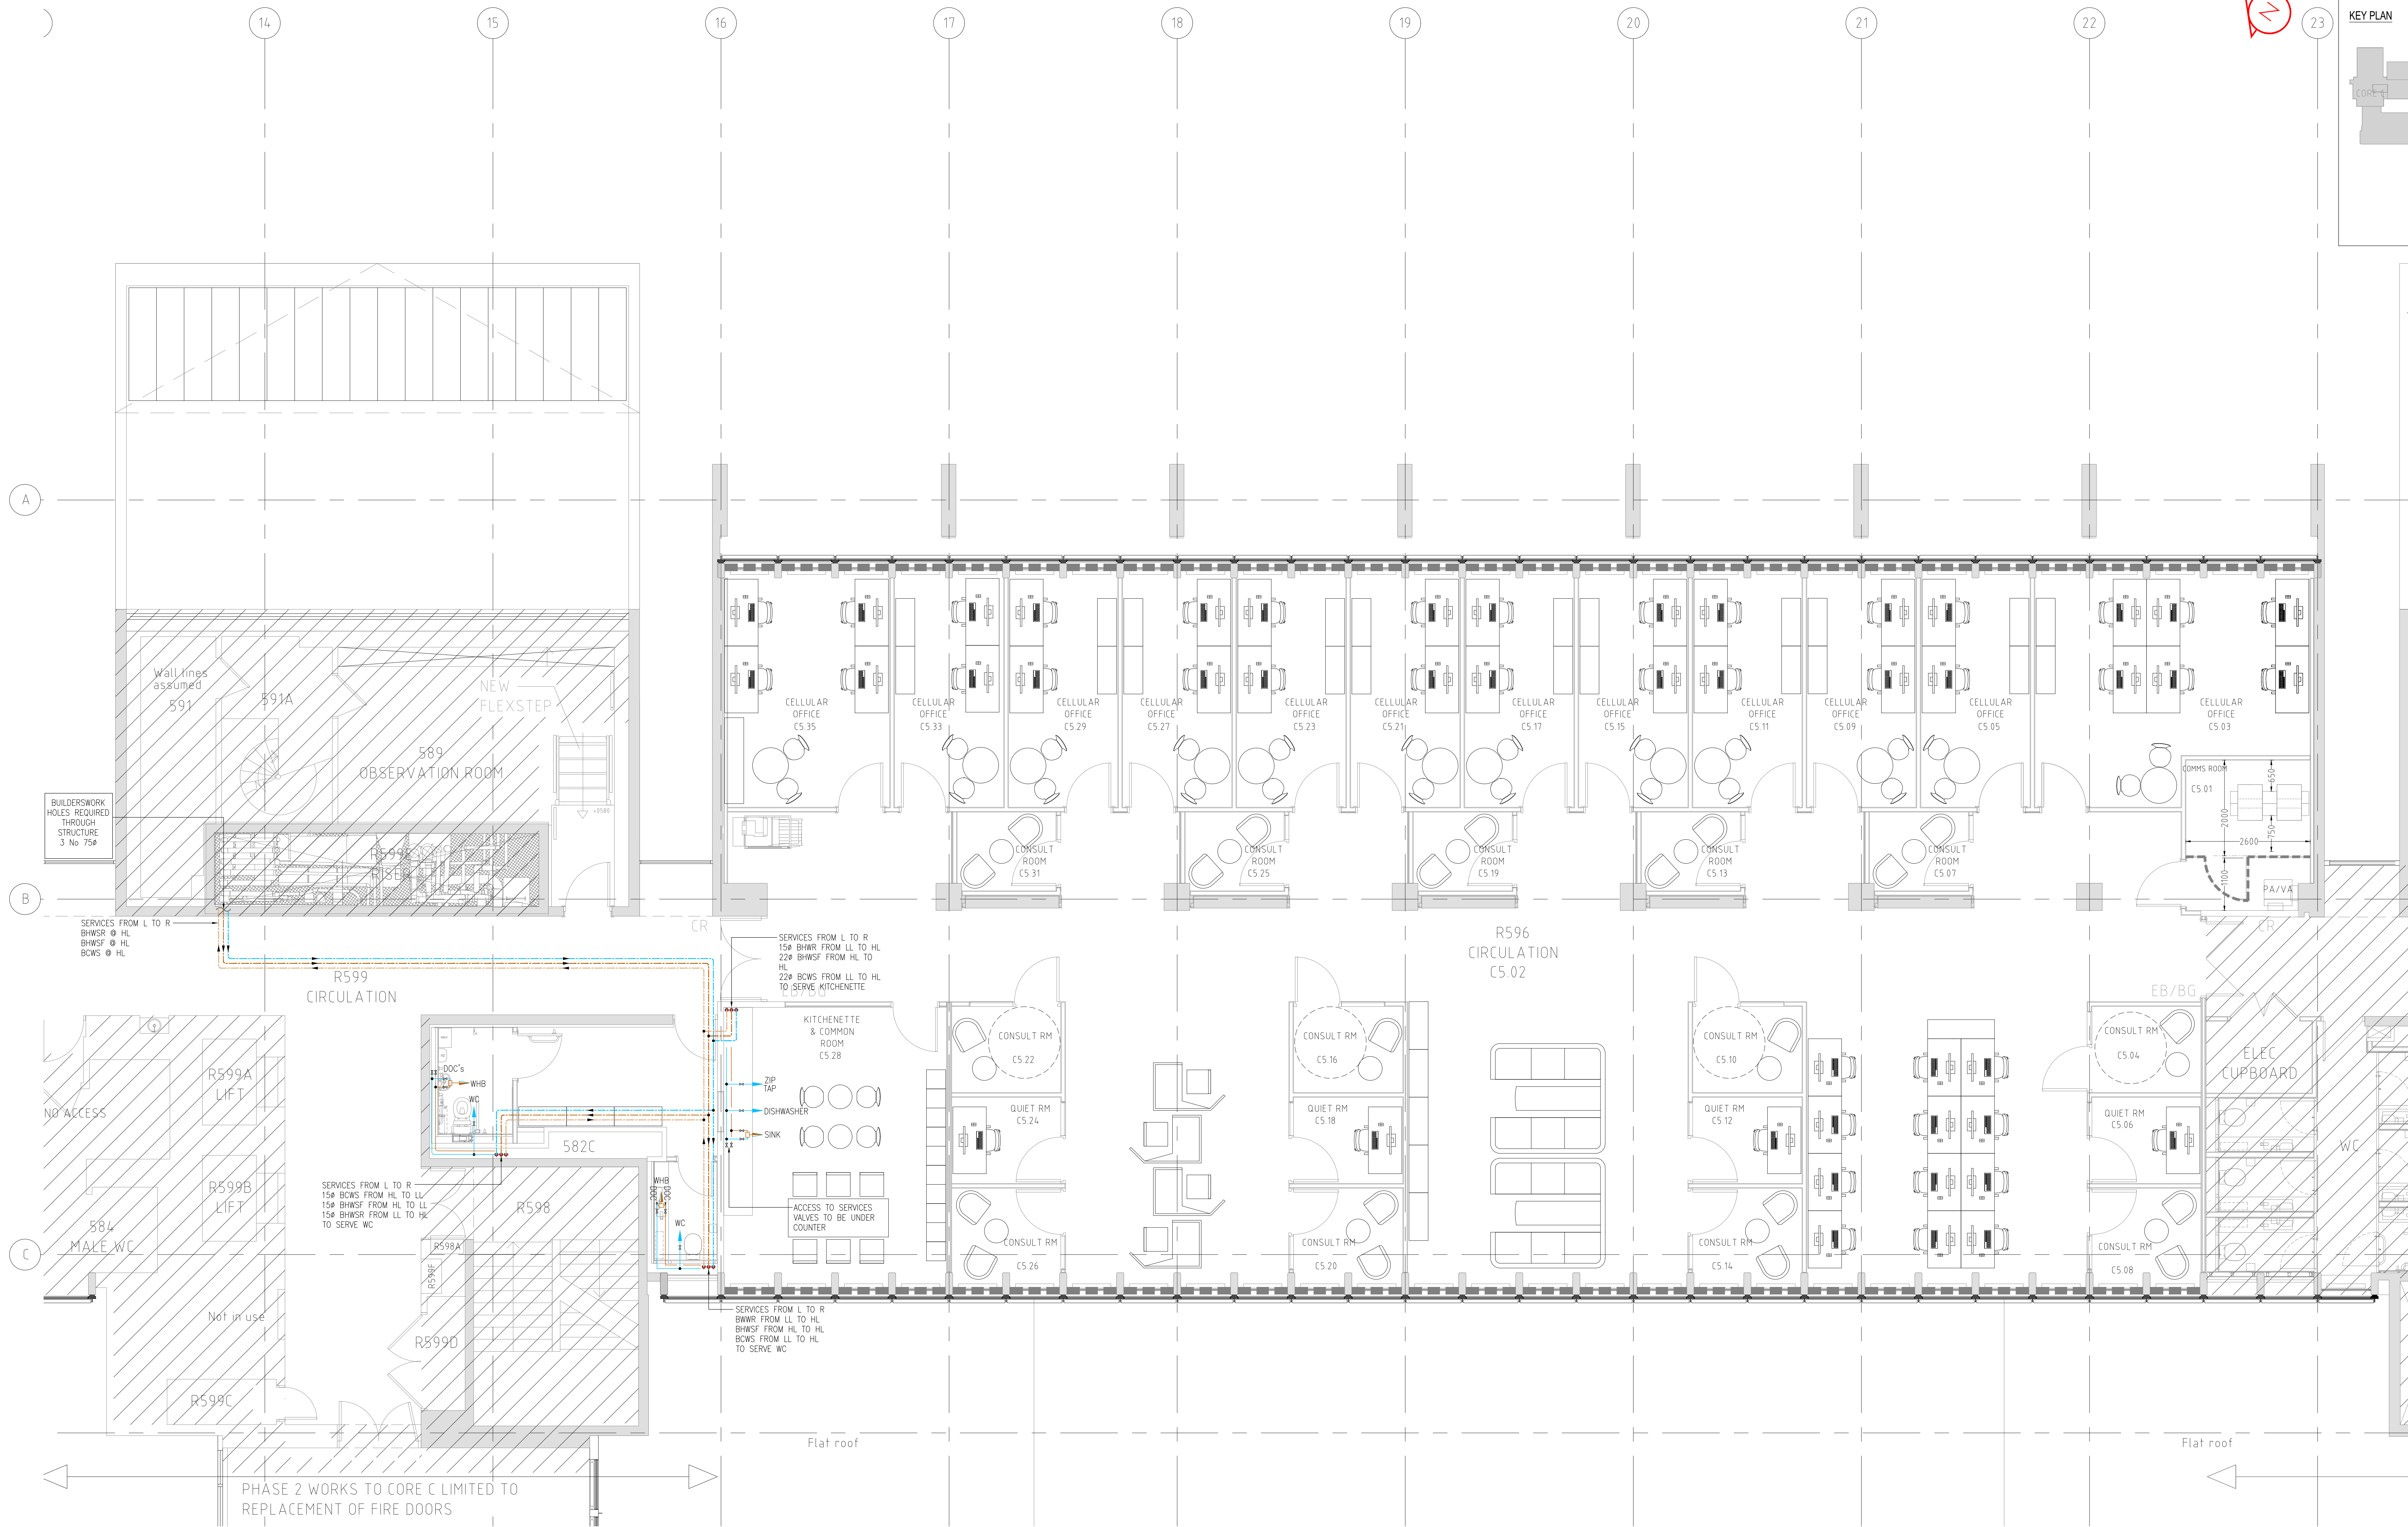 14
15
16
17
18
19
20
21
22
23
N
KEY PLAN
CORE C
A
Wall lines
assumed
591
591A
NEW
FLEXSTEP
589
OBSERVATION ROOM
+0580
BUILDERSWORK
HOLES REQUIRED
THROUGH
STRUCTURE
3 No 75ø
RISER
B
CELLULAR
OFFICE
C5.35
CELLULAR
OFFICE
C5.33
CELLULAR
OFFICE
C5.29
CELLULAR
OFFICE
C5.27
CELLULAR
OFFICE
C5.23
CELLULAR
OFFICE
C5.21
CELLULAR
OFFICE
C5.17
CELLULAR
OFFICE
C5.15
CELLULAR
OFFICE
C5.11
CELLULAR
OFFICE
C5.09
CELLULAR
OFFICE
C5.05
CELLULAR
OFFICE
C5.03
COMMS ROOM
C5.01
650
2000
750
2600
1100
PA/VA
CONSULT
ROOM
C5.31
CONSULT
ROOM
C5.25
CONSULT
ROOM
C5.19
CONSULT
ROOM
C5.13
CONSULT
ROOM
C5.07
SERVICES FROM L TO R
BHWSR @ HL
BHWSF @ HL
BCWS @ HL
CR
CR
R599
CIRCULATION
SERVICES FROM L TO R
15ø BHWR FROM LL TO HL
22ø BHWSF FROM HL TO
HL
22ø BCWS FROM LL TO HL
TO SERVE KITCHENETTE
EB/BG
R596
CIRCULATION
C5.02
EB/BG
KITCHENETTE
& COMMON
ROOM
C5.28
CONSULT RM
C5.22
CONSULT RM
C5.16
CONSULT RM
C5.10
CONSULT RM
C5.04
ELEC
CUPBOARD
NO ACCESS
R599A
LIFT
DOC's
WHB
WC
ZIP
TAP
DISHWASHER
SINK
QUIET RM
C5.24
QUIET RM
C5.18
QUIET RM
C5.12
QUIET RM
C5.06
WC
582C
R599B
LIFT
584
MALE WC
SERVICES FROM L TO R
15ø BCWS FROM HL TO LL
15ø BHWSF FROM HL TO LL
15ø BHWSR FROM LL TO HL
TO SERVE WC
R598
WHB
DOC
DOC
WC
ACCESS TO SERVICES
VALVES TO BE UNDER
COUNTER
C
R598A
R599F
CONSULT RM
C5.26
CONSULT RM
C5.20
CONSULT RM
C5.14
CONSULT RM
C5.08
Not in use
R599D
SERVICES FROM L TO R
BWWR FROM LL TO HL
BHWSF FROM HL TO HL
BCWS FROM LL TO HL
TO SERVE WC
R599C
Flat roof
Flat roof
PHASE 2 WORKS TO CORE C LIMITED TO
REPLACEMENT OF FIRE DOORS